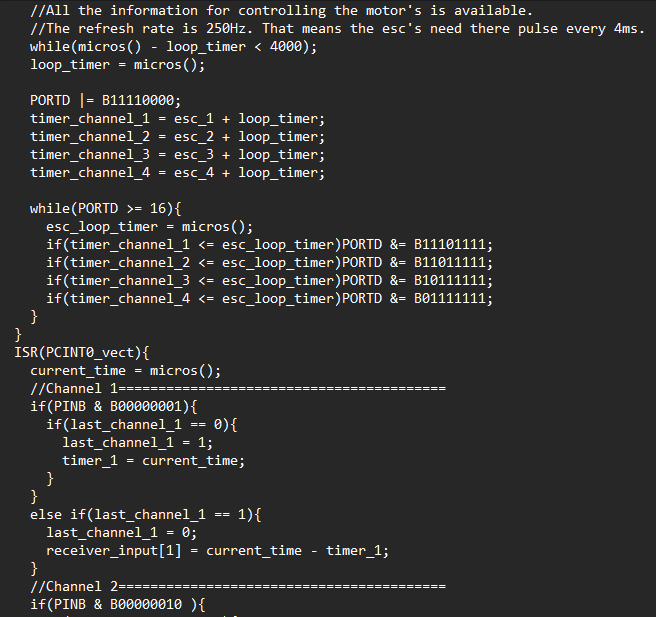 //All the information for controlling the motor's is available.
//The refresh rate is 250Hz. That means the esc's need there pulse every 4ms.
while(micros() - loop_timer < 4000);
loop_timer = micros();
PORTD |= B11110000;
timer_channel_1 = esc_1 + loop_timer;
timer_channel_2 = esc_2 + loop_timer;
timer_channel_3 = esc_3 + loop_timer;
timer_channel_4 = esc_4 + loop_timer;
while(PORTD >= 16){
esc_loop_timer = micros();
if(timer_channel_1 <= esc_loop_timer)PORTD &= B11101111;
if(timer_channel_2 <= esc_loop_timer)PORTD &= B11011111;
if(timer_channel_3 <= esc_loop_timer)PORTD &= B10111111;
if(timer_channel_4 <= esc_loop_timer)PORTD &= B01111111;
}
}
ISR(PCINT0_vect){
current_time = micros();
//Channel 1=========================================
if(PINB & B00000001){
if(last_channel_1 == 0){
last_channel_1 = 1;
timer_1 = current_time;
}
}
else if(last_channel_1 == 1){
last_channel_1 = 0;
receiver_input[1] = current_time - timer_1;
}
//Channel 2=========================================
if(PINB & B00000010 ){